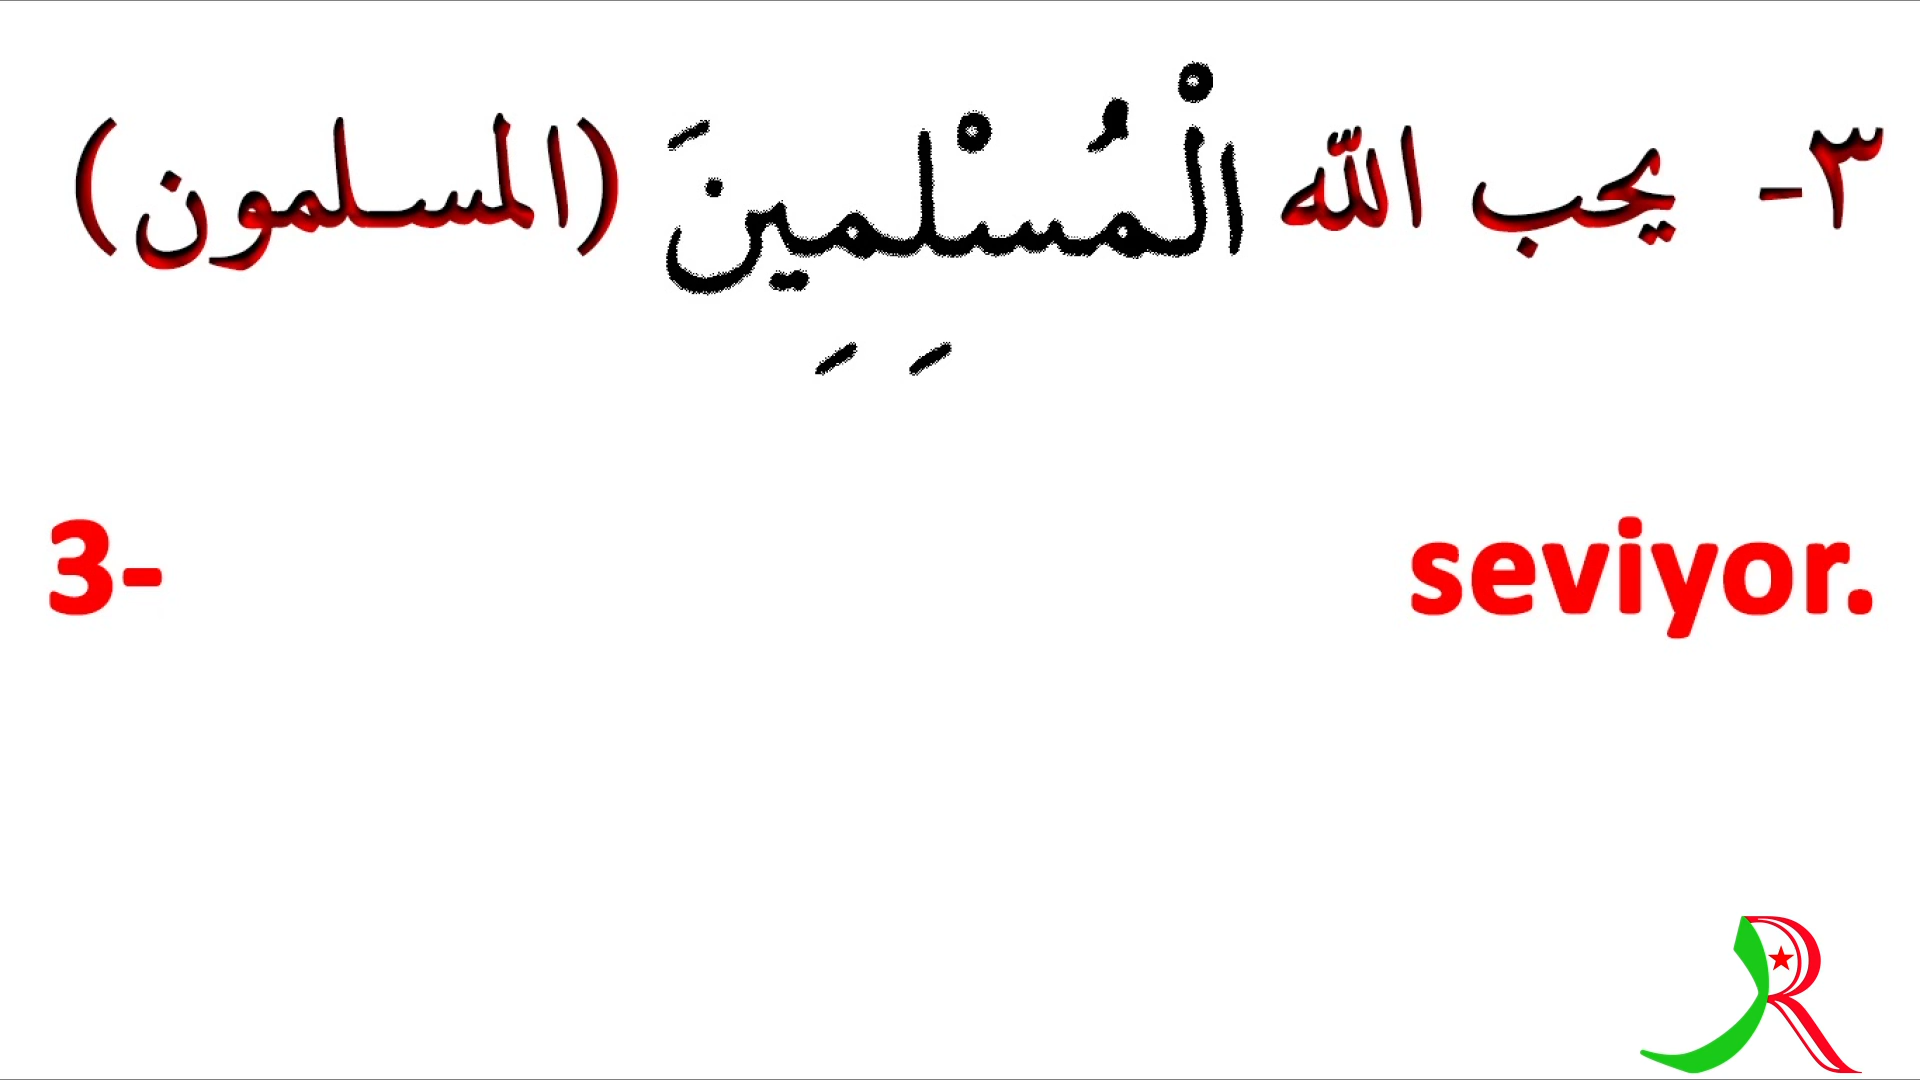 ٣- يحب الله الْمُسْلِمِينَ (المسلمون)
3- seviyor.